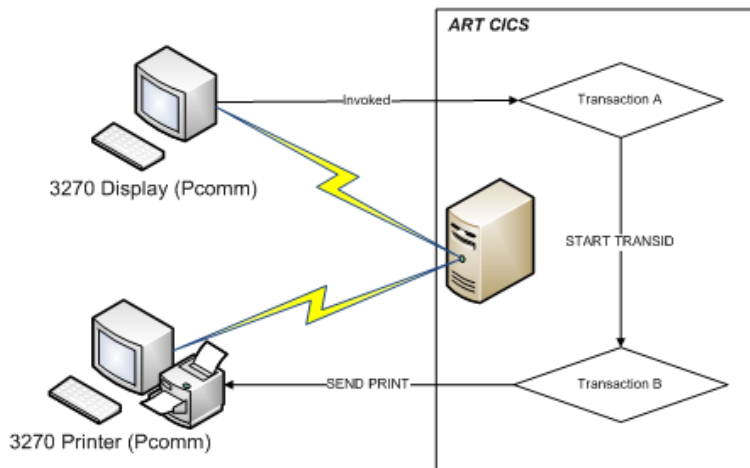 ART CICS
Invoked
Transaction A
3270 Display (Pcomm)
START TRANSID
SEND PRINT
Transaction B
3270 Printer (Pcomm)